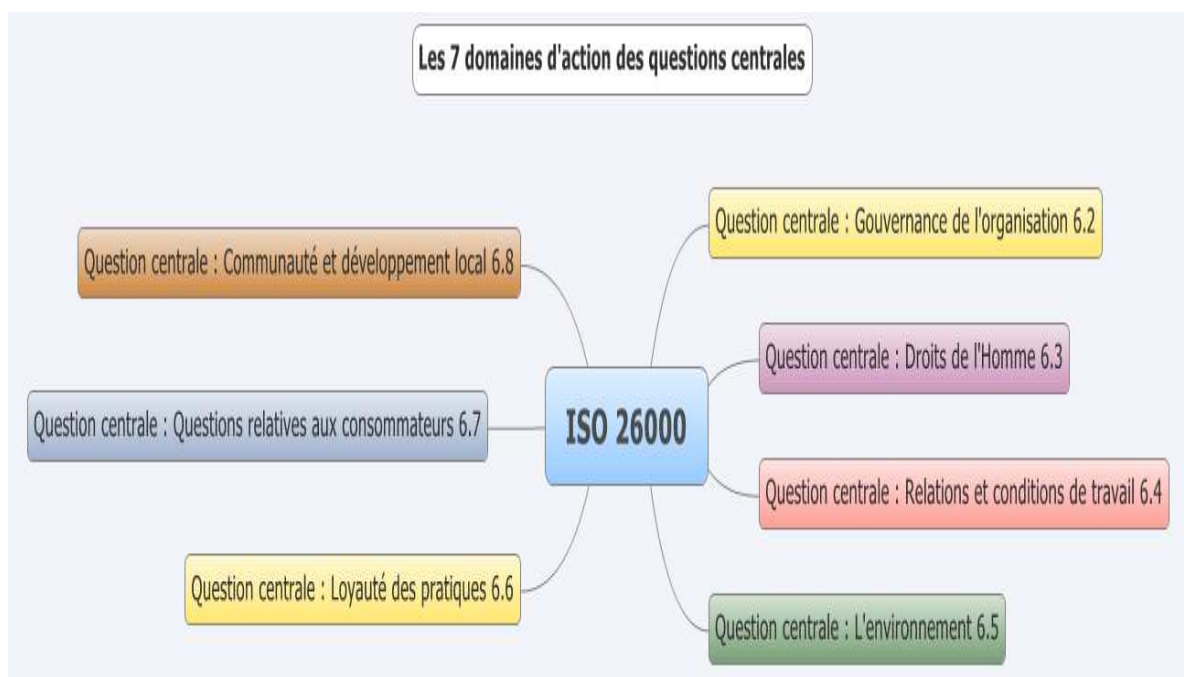 Les 7 domaines d'action des questions centrales
Question centrale : Gouvernance de l'organisation 6.2
Question centrale : Communauté et développement local 6.8
Question centrale : Droits de l'Homme 6.3
Question centrale : Questions relatives aux consommateurs 6.7
ISO 26000
Question centrale : Relations et conditions de travail 6.4
Question centrale : Loyauté des pratiques 6.6
Question centrale : L'environnement 6.5